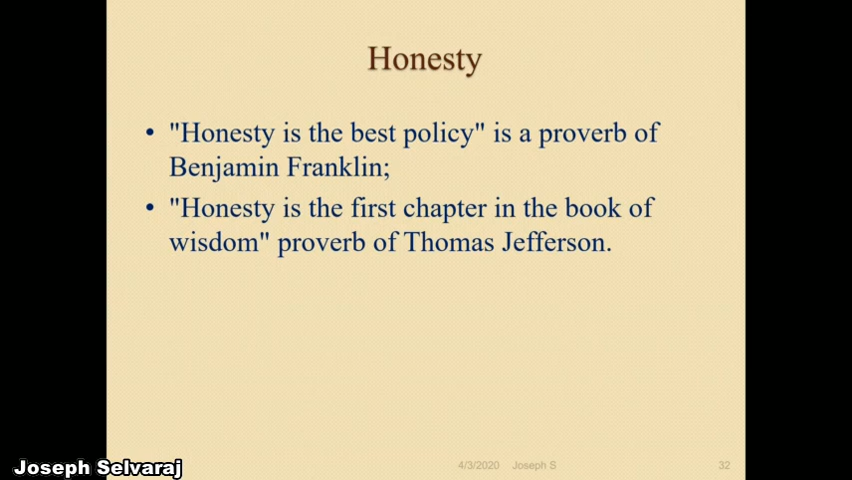 Honesty
• "Honesty is the best policy" is a proverb of
Benjamin Franklin;
• "Honesty is the first chapter in the book of
wisdom" proverb of Thomas Jefferson.
4/3/2020 Joseph S 32
Joseph Selvaraj